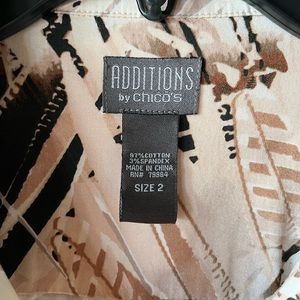 ADDITIONS
by chico's
97%COTTON
3%SPANDEX
MADE IN CHINA
RN# 79984
SIZE 2